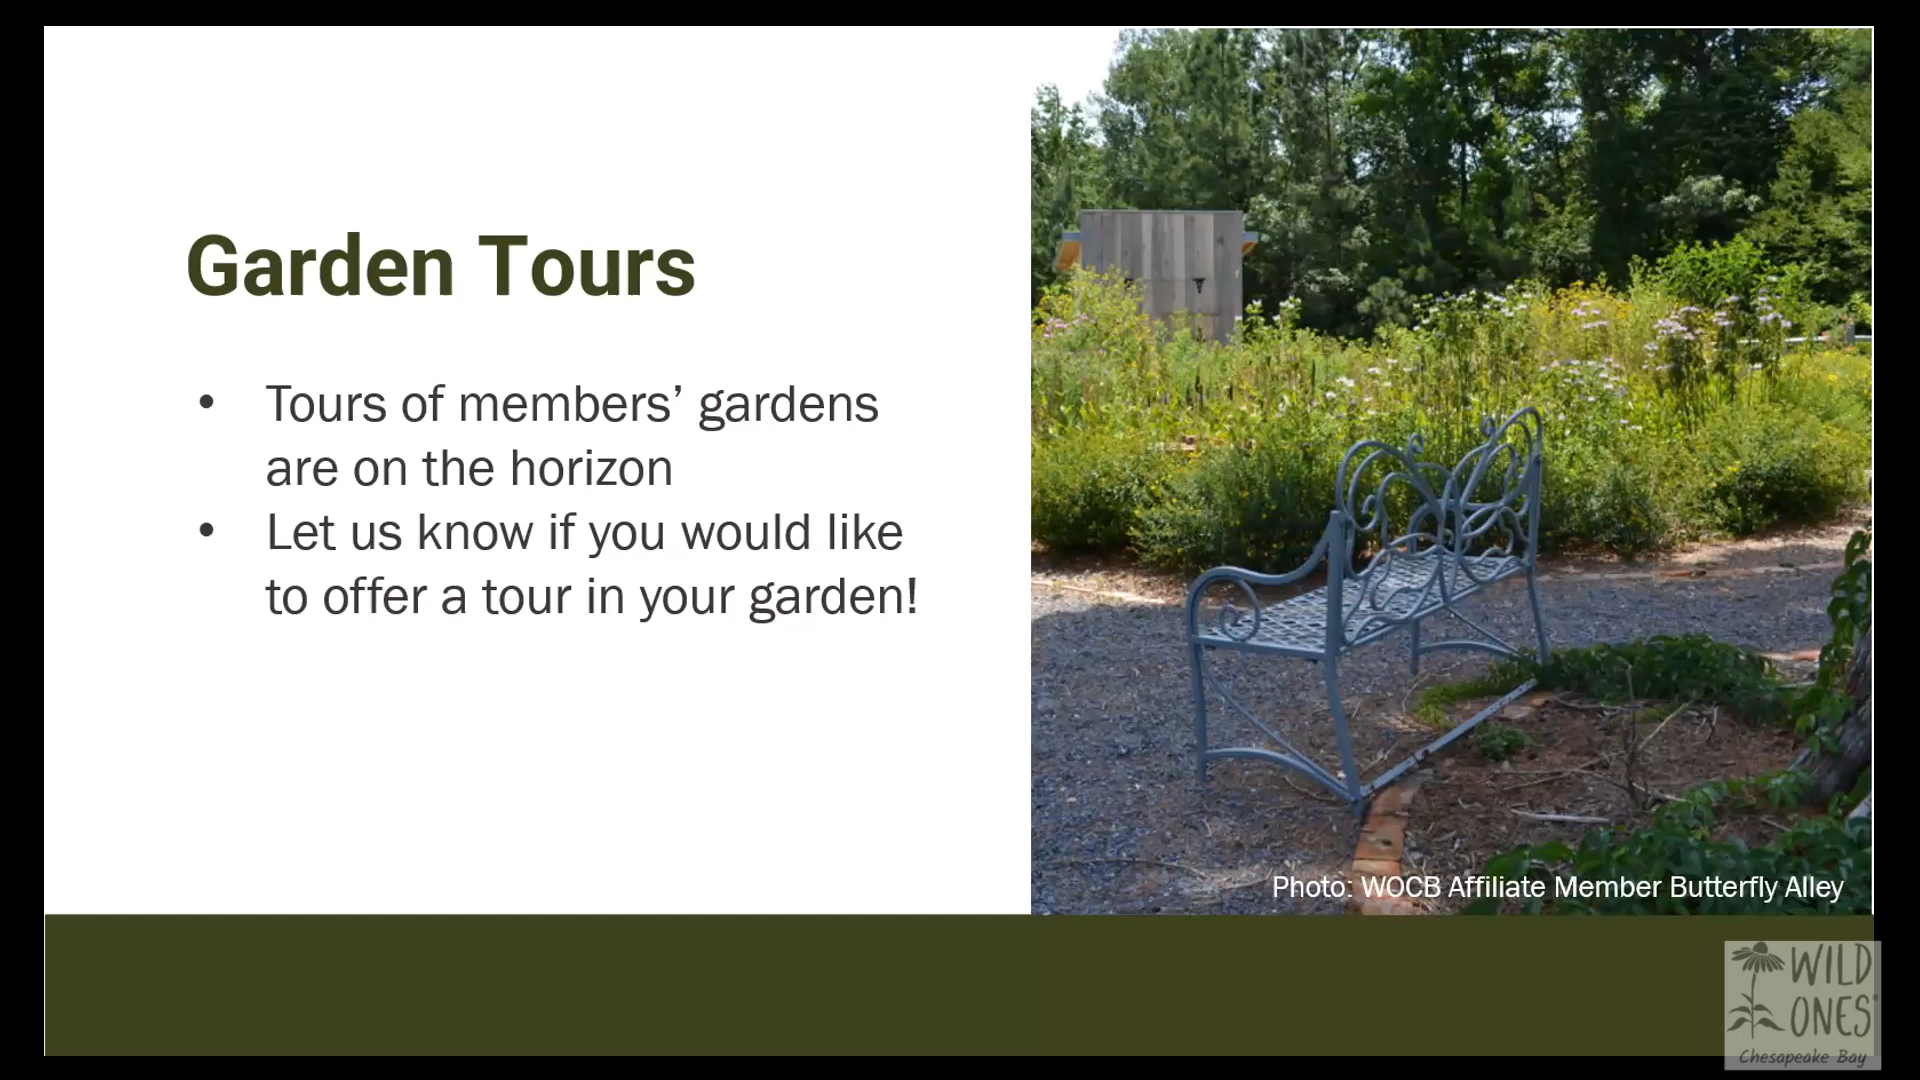 Garden Tours
• Tours of members’ gardens
are on the horizon
• Let us know if you would like
to offer a tour in your garden!
Photo: WOCB Affiliate Member Butterfly Alley
WILD
ONES®
Chesapeake Bay